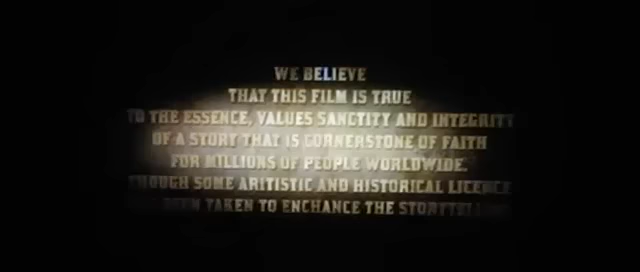 WE BELIEVE
THAT THIS FILM IS TRUE
TO THE ESSENCE, VALUES SANCTITY AND INTEGRITY
OF A STORY THAT IS CORNERSTONE OF FAITH
FOR MILLIONS OF PEOPLE WORLDWIDE.
THOUGH SOME ARITISTIC AND HISTORICAL LICENCE
BEEN TAKEN TO ENCHANCE THE